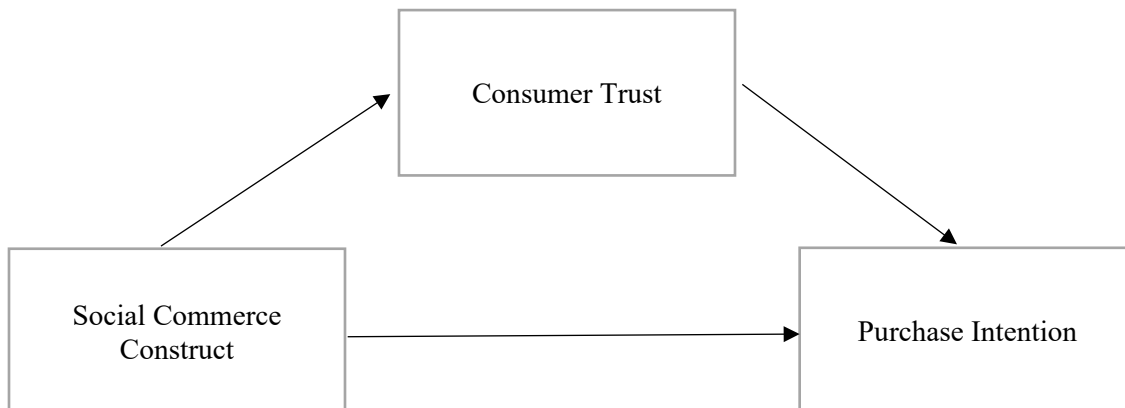 Consumer Trust
Social Commerce
Construct
Purchase Intention